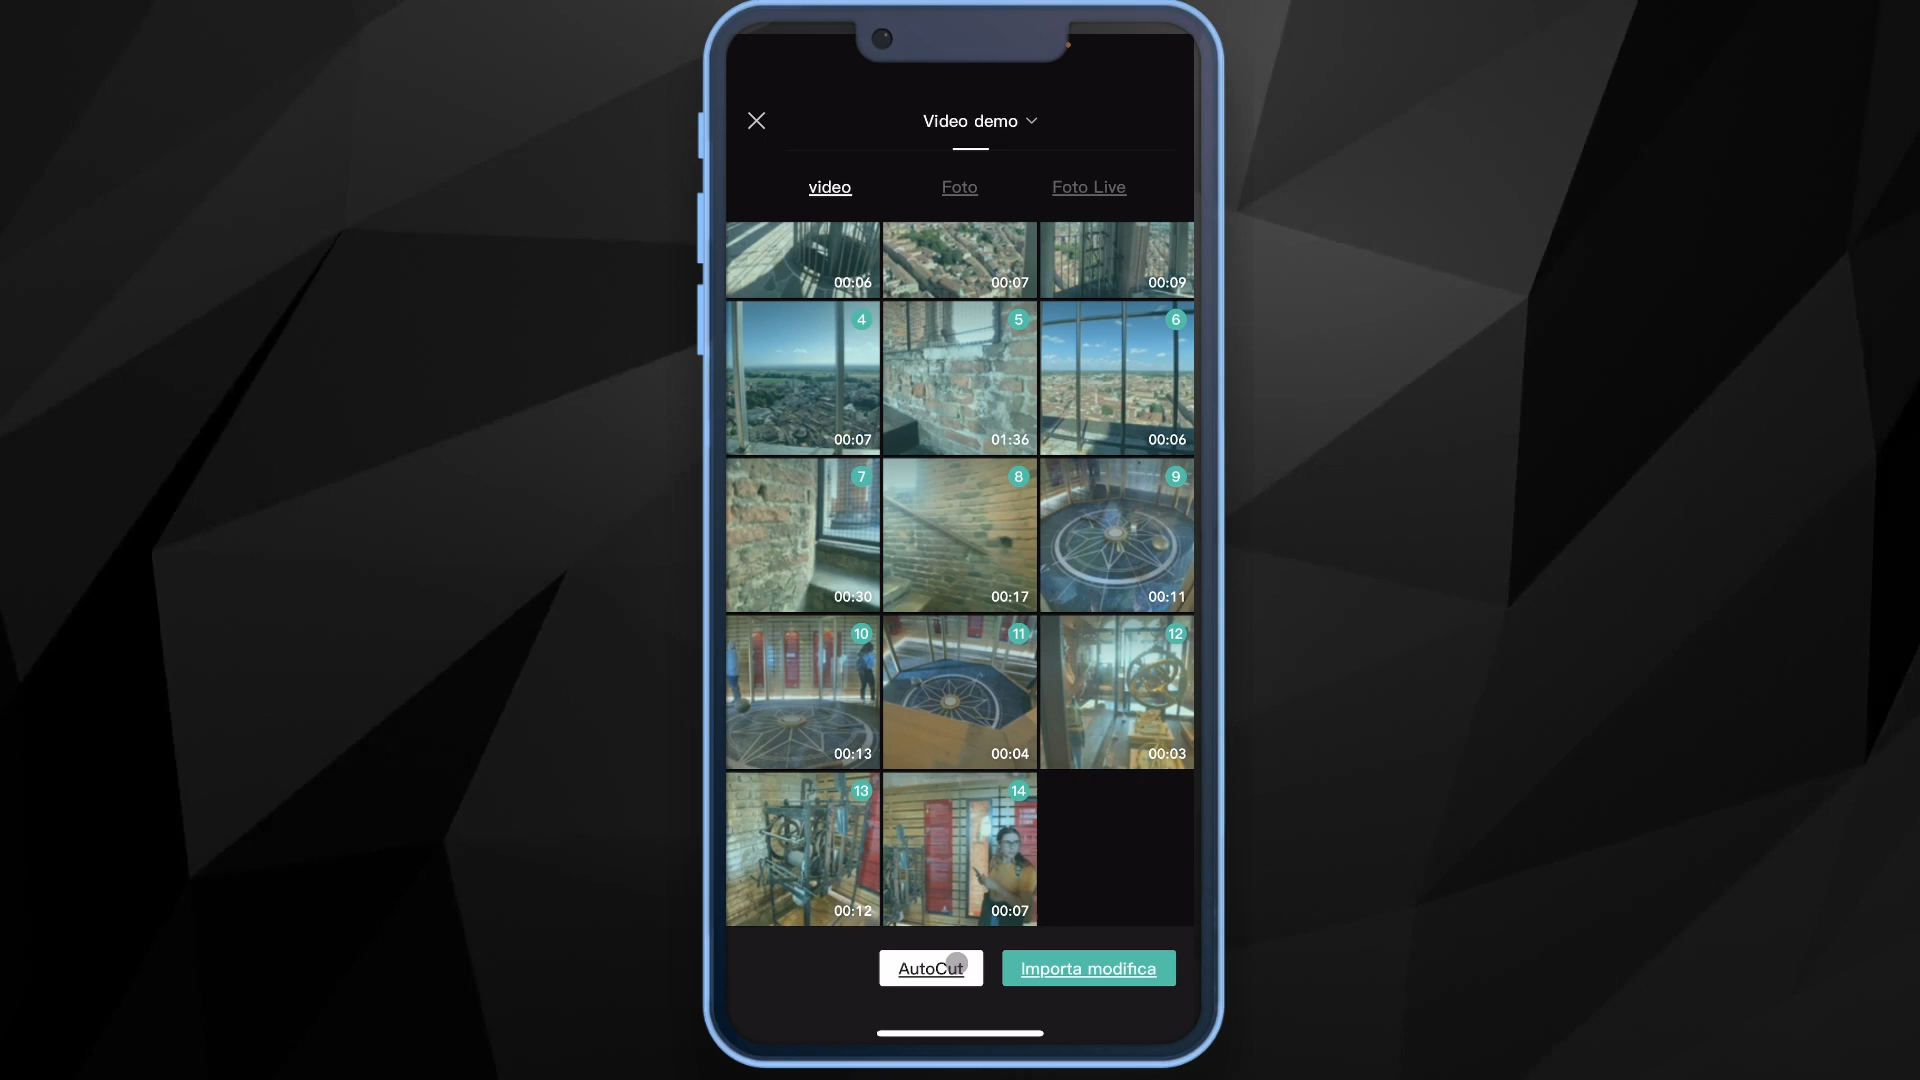 Video demo
video Foto Foto Live
00:06 00:07 00:09
4 5 6
00:07 01:36 00:06
7 8 9
00:30 00:17 00:11
10 11 12
00:13 00:04 00:03
13 14
00:12 00:07
AutoCut Importa modifica